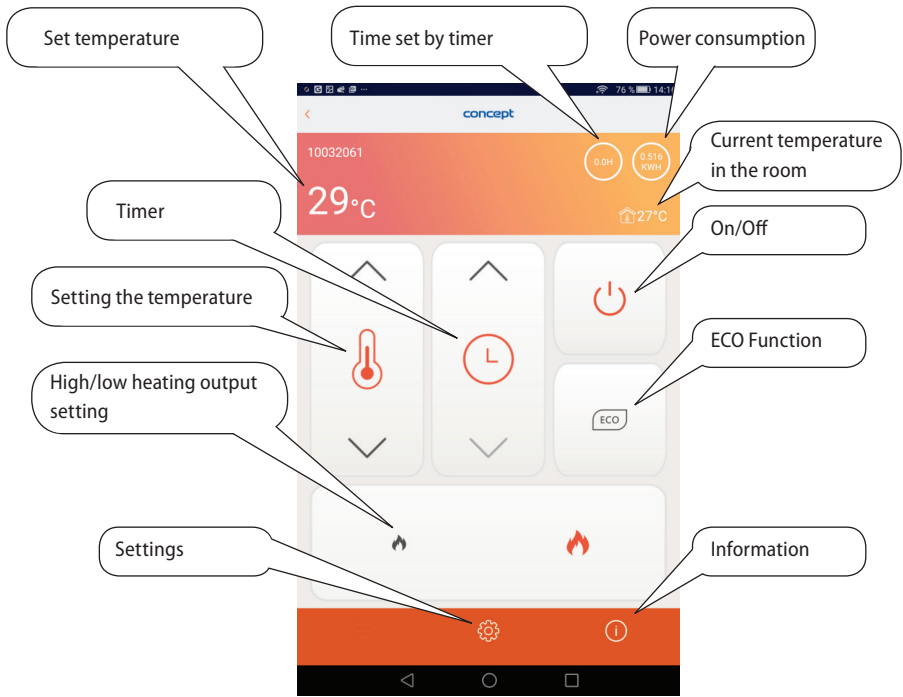 Set temperature
Time set by timer
Power consumption
76 % 14:16
concept
10032061
0.0H
0.516
KWH
Current temperature
in the room
29°C
27°C
Timer
On/Off
Setting the temperature
ECO Function
High/low heating output
setting
ECO
Settings
Information